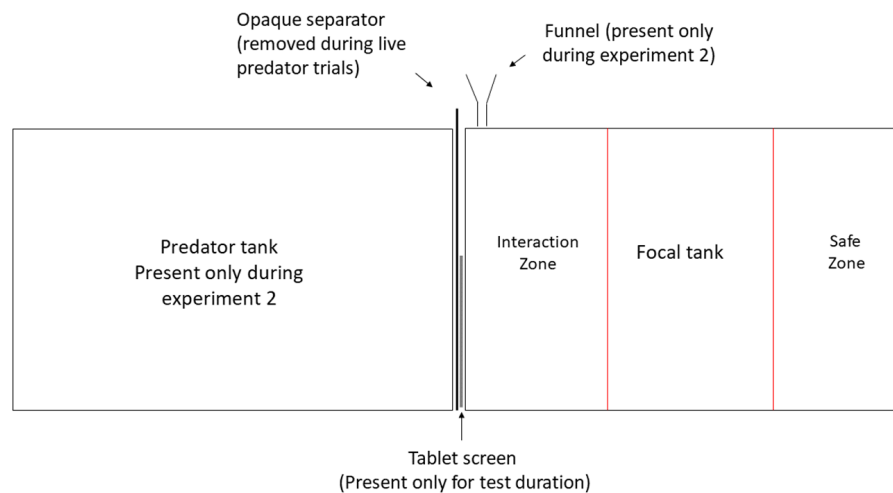 Opaque separator
(removed during live
predator trials)
Funnel (present only
during experiment 2)
Predator tank
Present only during
experiment 2
Interaction
Zone
Focal tank
Safe
Zone
Tablet screen
(Present only for test duration)